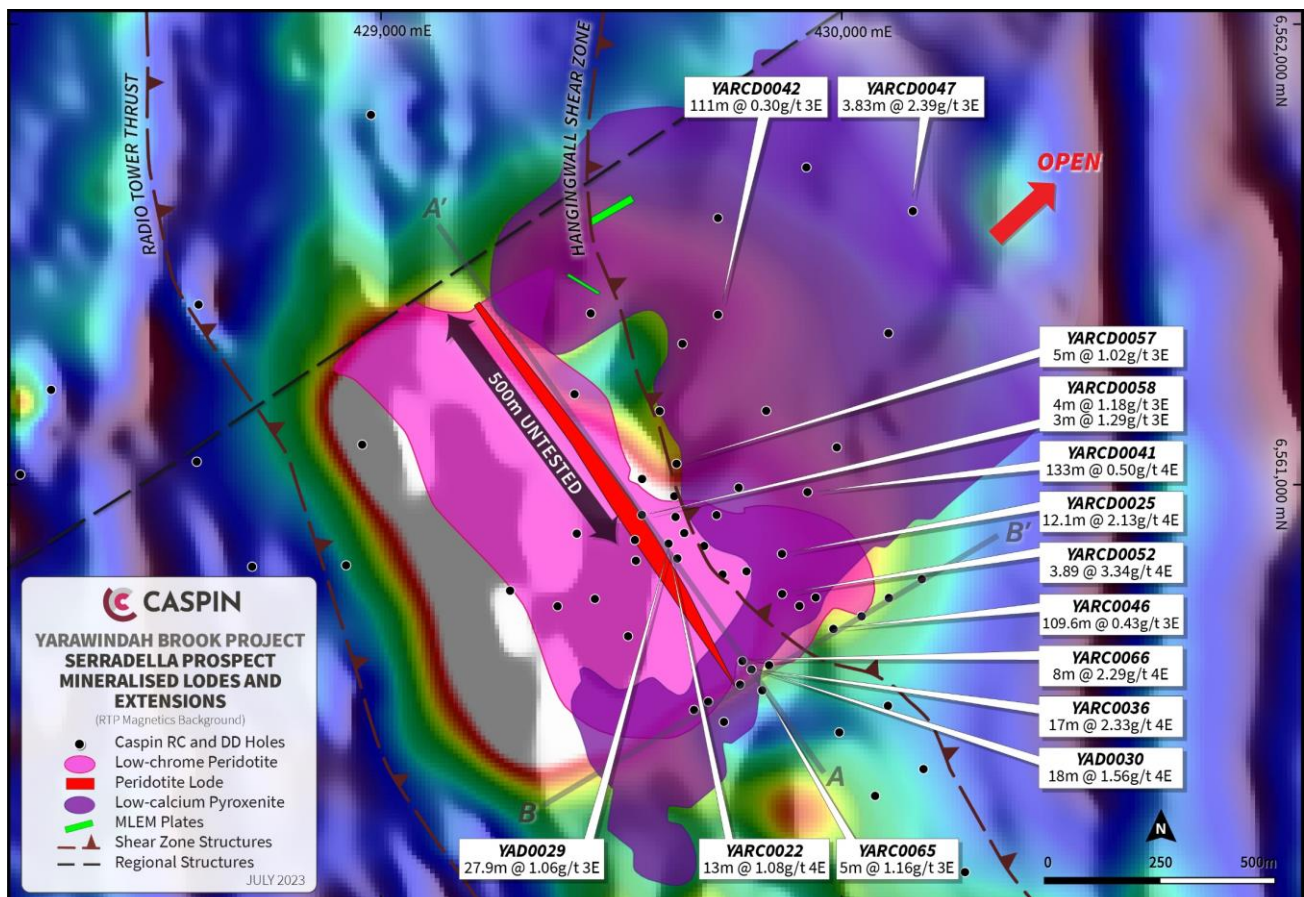 429,000 mE
430,000 mE
6,562,000 mN
RADIO TOWER THRUST
HANGINGWALL SHEAR ZONE
YARCD0042
111m @ 0.30g/t 3E
YARCD0047
3.83m @ 2.39g/t 3E
OPEN
A'
500m UNTESTED
YARCD0057
5m @ 1.02g/t 3E
YARCD0058
4m @ 1.18g/t 3E
3m @ 1.29g/t 3E
6,561,000 mN
YARCD0041
133m @ 0.50g/t 4E
YARCD0025
12.1m @ 2.13g/t 4E
B'
YARCD0052
3.89 @ 3.34g/t 4E
YARC0046
109.6m @ 0.43g/t 3E
YARC0066
8m @ 2.29g/t 4E
YARC0036
17m @ 2.33g/t 4E
YAD0030
18m @ 1.56g/t 4E
A
B
YAD0029
27.9m @ 1.06g/t 3E
YARC0022
13m @ 1.08g/t 4E
YARC0065
5m @ 1.16g/t 3E
CASPIN
YARAWINDAH BROOK PROJECT
SERRADELLA PROSPECT
MINERALISED LODES AND
EXTENSIONS
(RTP Magnetics Background)
Caspin RC and DD Holes
Low-chrome Peridotite
Peridotite Lode
Low-calcium Pyroxenite
MLEM Plates
Shear Zone Structures
Regional Structures
JULY 2023
N
0 250 500m